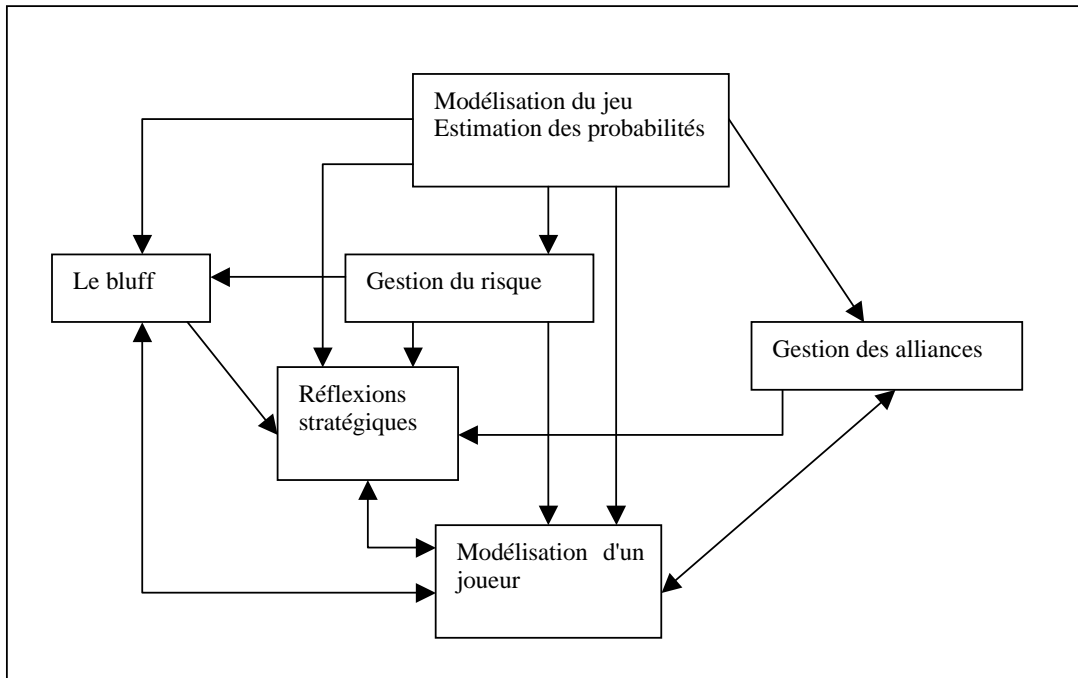 Modélisation du jeu
Estimation des probabilités
Le bluff
Gestion du risque
Gestion des alliances
Réflexions
stratégiques
Modélisation d'un
joueur